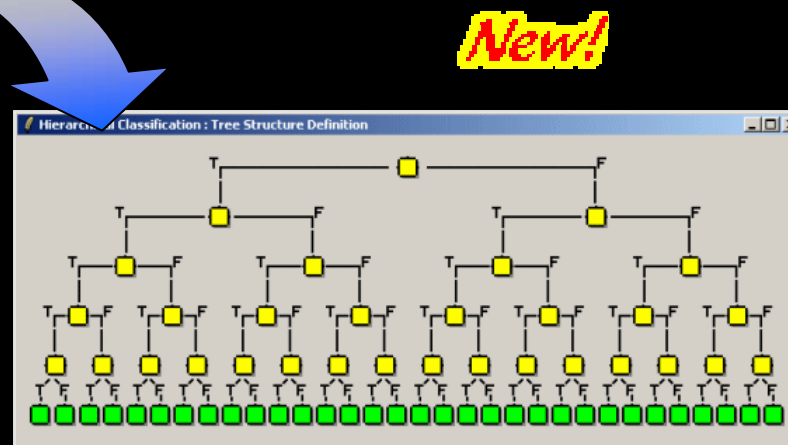 New!
Hierarchical Classification : Tree Structure Definition
T F
T F T F
T F T F T F T F
T F T F T F T F T F T F T F T F
T F T F T F T F T F T F T F T F T F T F T F T F T F T F T F T F